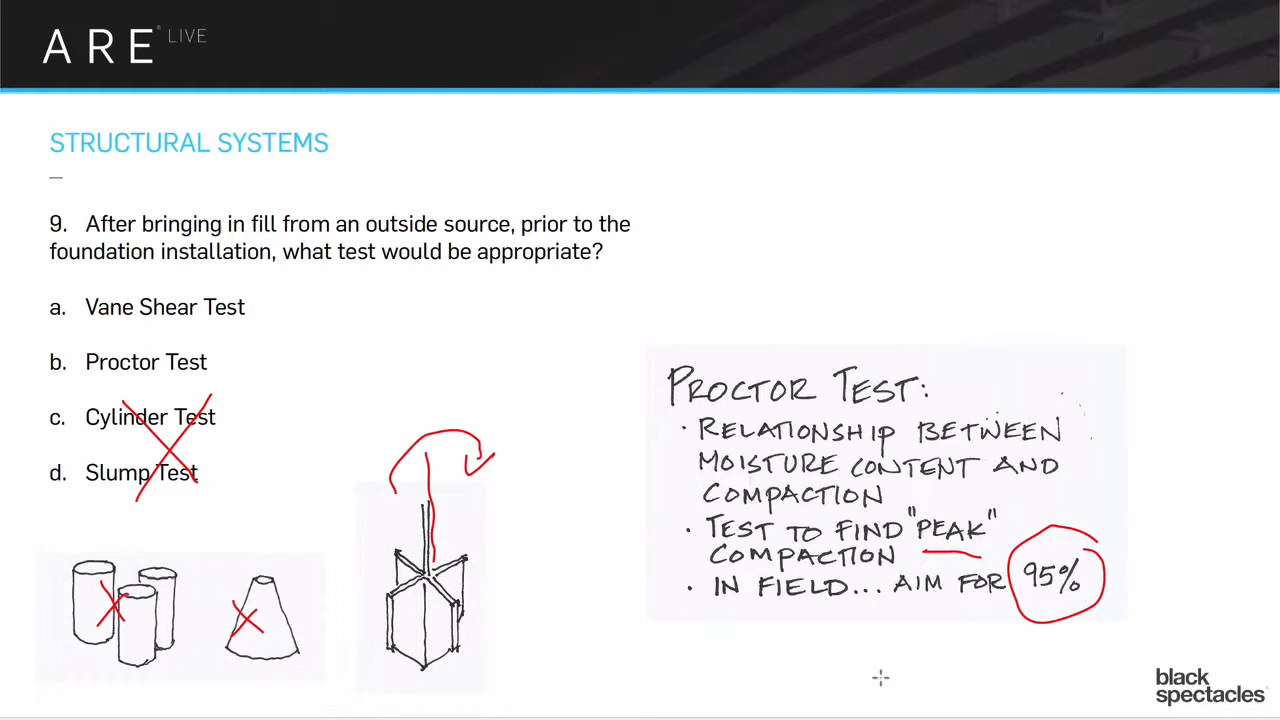 ARE® LIVE
STRUCTURAL SYSTEMS
9. After bringing in fill from an outside source, prior to the
foundation installation, what test would be appropriate?
a. Vane Shear Test
b. Proctor Test
c. Cylinder Test
d. Slump Test
PROCTOR TEST:
· RELATIONSHIP BETWEEN
MOISTURE CONTENT AND
COMPACTION
· TEST TO FIND "PEAK"
COMPACTION
· IN FIELD... AIM FOR 95%
black
spectacles®